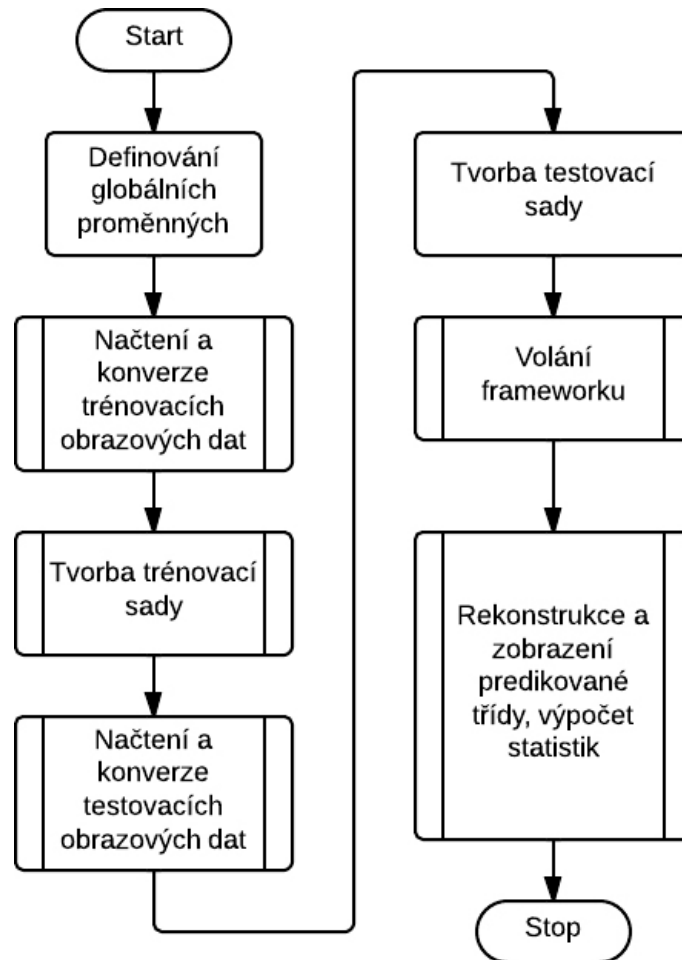 Start
Definování
globálních
proměnných
Načtení a
konverze
trénovacích
obrazových dat
Tvorba trénovací
sady
Načtení a
konverze
testovacích
obrazových dat
Tvorba testovací
sady
Volání
frameworku
Rekonstrukce a
zobrazení
predikované
třídy, výpočet
statistik
Stop